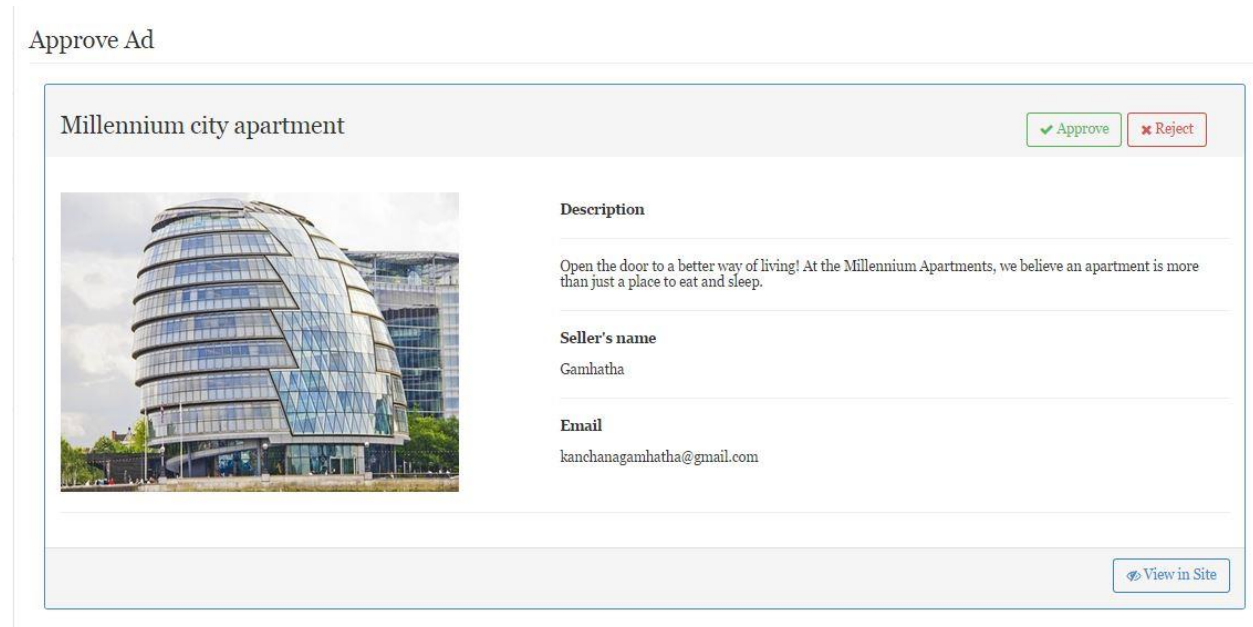 Approve Ad
Millennium city apartment
Approve
Reject
Description
Open the door to a better way of living! At the Millennium Apartments, we believe an apartment is more
than just a place to eat and sleep.
Seller's name
Gamhatha
Email
kanchanagamhatha@gmail.com
View in Site